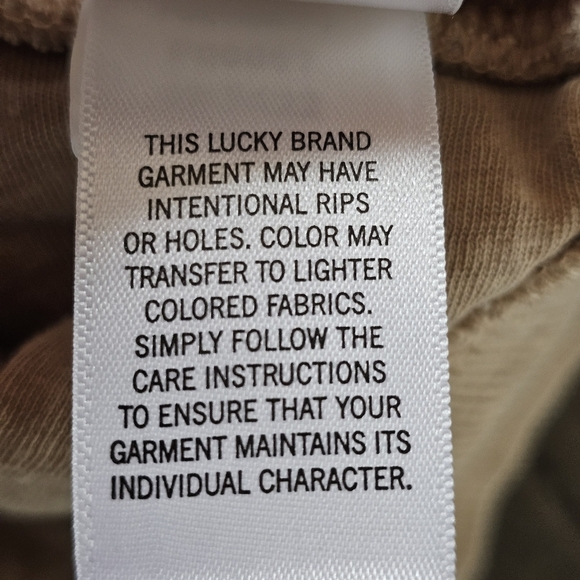 THIS LUCKY BRAND
GARMENT MAY HAVE
INTENTIONAL RIPS
OR HOLES. COLOR MAY
TRANSFER TO LIGHTER
COLORED FABRICS.
SIMPLY FOLLOW THE
CARE INSTRUCTIONS
TO ENSURE THAT YOUR
GARMENT MAINTAINS ITS
INDIVIDUAL CHARACTER.